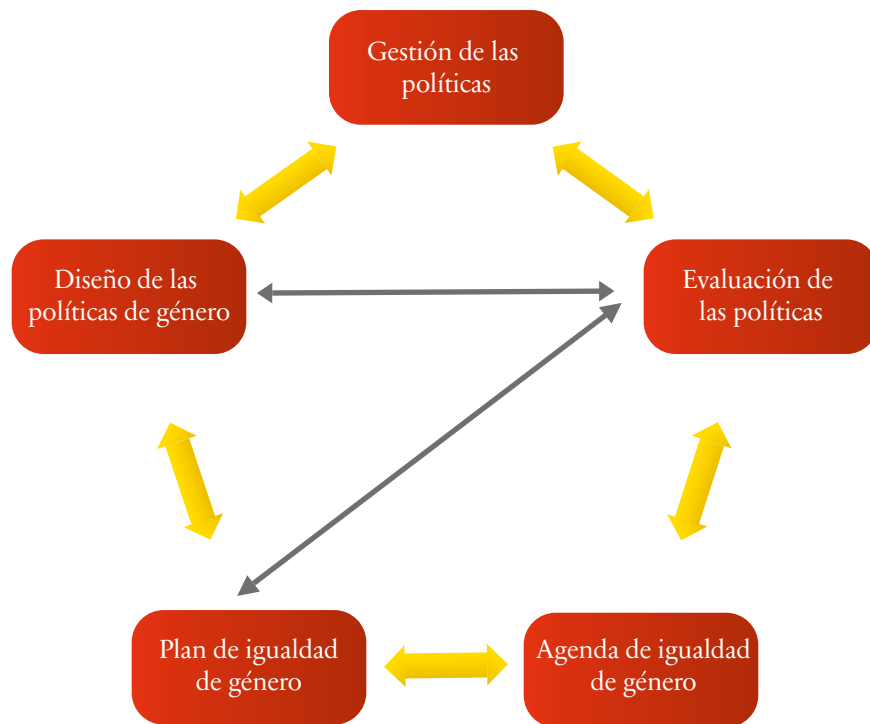 Gestión de las
políticas
Diseño de las
políticas de género
Evaluación de
las políticas
Plan de igualdad
de género
Agenda de igualdad
de género